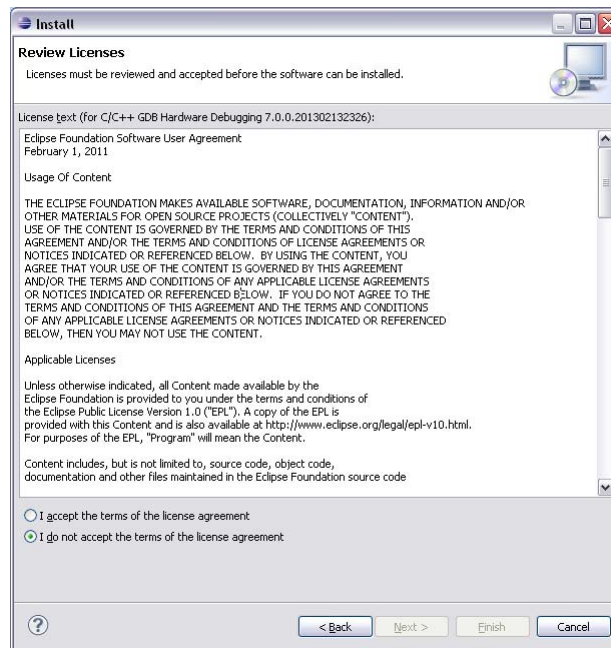 Install
Review Licenses
Licenses must be reviewed and accepted before the software can be installed.
License text (for C/C++ GDB Hardware Debugging 7.0.0.201302132326):
Eclipse Foundation Software User Agreement
February 1, 2011
Usage Of Content
THE ECLIPSE FOUNDATION MAKES AVAILABLE SOFTWARE, DOCUMENTATION, INFORMATION AND/OR
OTHER MATERIALS FOR OPEN SOURCE PROJECTS (COLLECTIVELY "CONTENT").
USE OF THE CONTENT IS GOVERNED BY THE TERMS AND CONDITIONS OF THIS
AGREEMENT AND/OR THE TERMS AND CONDITIONS OF LICENSE AGREEMENTS OR
NOTICES INDICATED OR REFERENCED BELOW. BY USING THE CONTENT, YOU
AGREE THAT YOUR USE OF THE CONTENT IS GOVERNED BY THIS AGREEMENT
AND/OR THE TERMS AND CONDITIONS OF ANY APPLICABLE LICENSE AGREEMENTS
OR NOTICES INDICATED OR REFERENCED BELOW. IF YOU DO NOT AGREE TO THE
TERMS AND CONDITIONS OF THIS AGREEMENT AND THE TERMS AND CONDITIONS
OF ANY APPLICABLE LICENSE AGREEMENTS OR NOTICES INDICATED OR REFERENCED
BELOW, THEN YOU MAY NOT USE THE CONTENT.
Applicable Licenses
Unless otherwise indicated, all Content made available by the
Eclipse Foundation is provided to you under the terms and conditions of
the Eclipse Public License Version 1.0 ("EPL"). A copy of the EPL is
provided with this Content and is also available at http://www.eclipse.org/legal/epl-v10.html.
For purposes of the EPL, "Program" will mean the Content.
Content includes, but is not limited to, source code, object code,
documentation and other files maintained in the Eclipse Foundation source code
I accept the terms of the license agreement
I do not accept the terms of the license agreement
< Back
Next >
Finish
Cancel